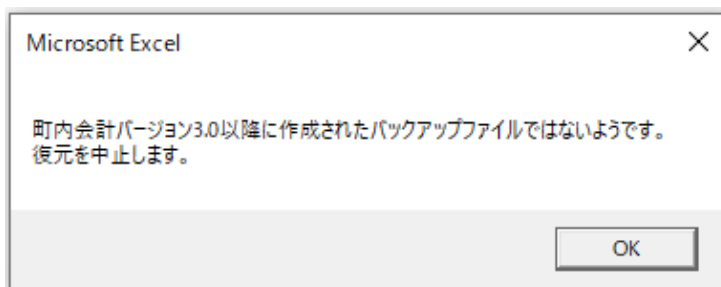 Microsoft Excel
町内会計バージョン3.0以降に作成されたバックアップファイルではないようです。
復元を中止します。
OK